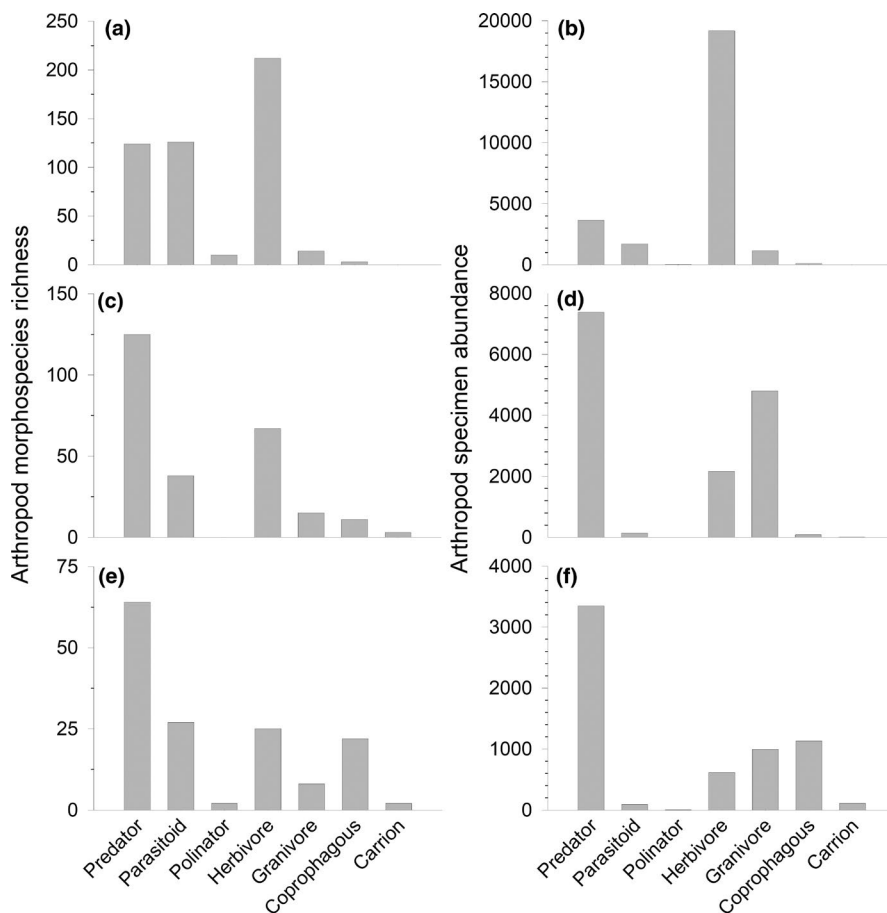 Arthropod morphospecies richness
Arthropod specimen abundance
(a)
250
200
150
100
50
0
(b)
20000
15000
10000
5000
0
(c)
150
100
50
0
(d)
8000
6000
4000
2000
0
(e)
75
50
25
0
(f)
4000
3000
2000
1000
0
Predator
Parasitoid
Polinator
Herbivore
Granivore
Coprophagous
Carrion
Predator
Parasitoid
Polinator
Herbivore
Granivore
Coprophagous
Carrion